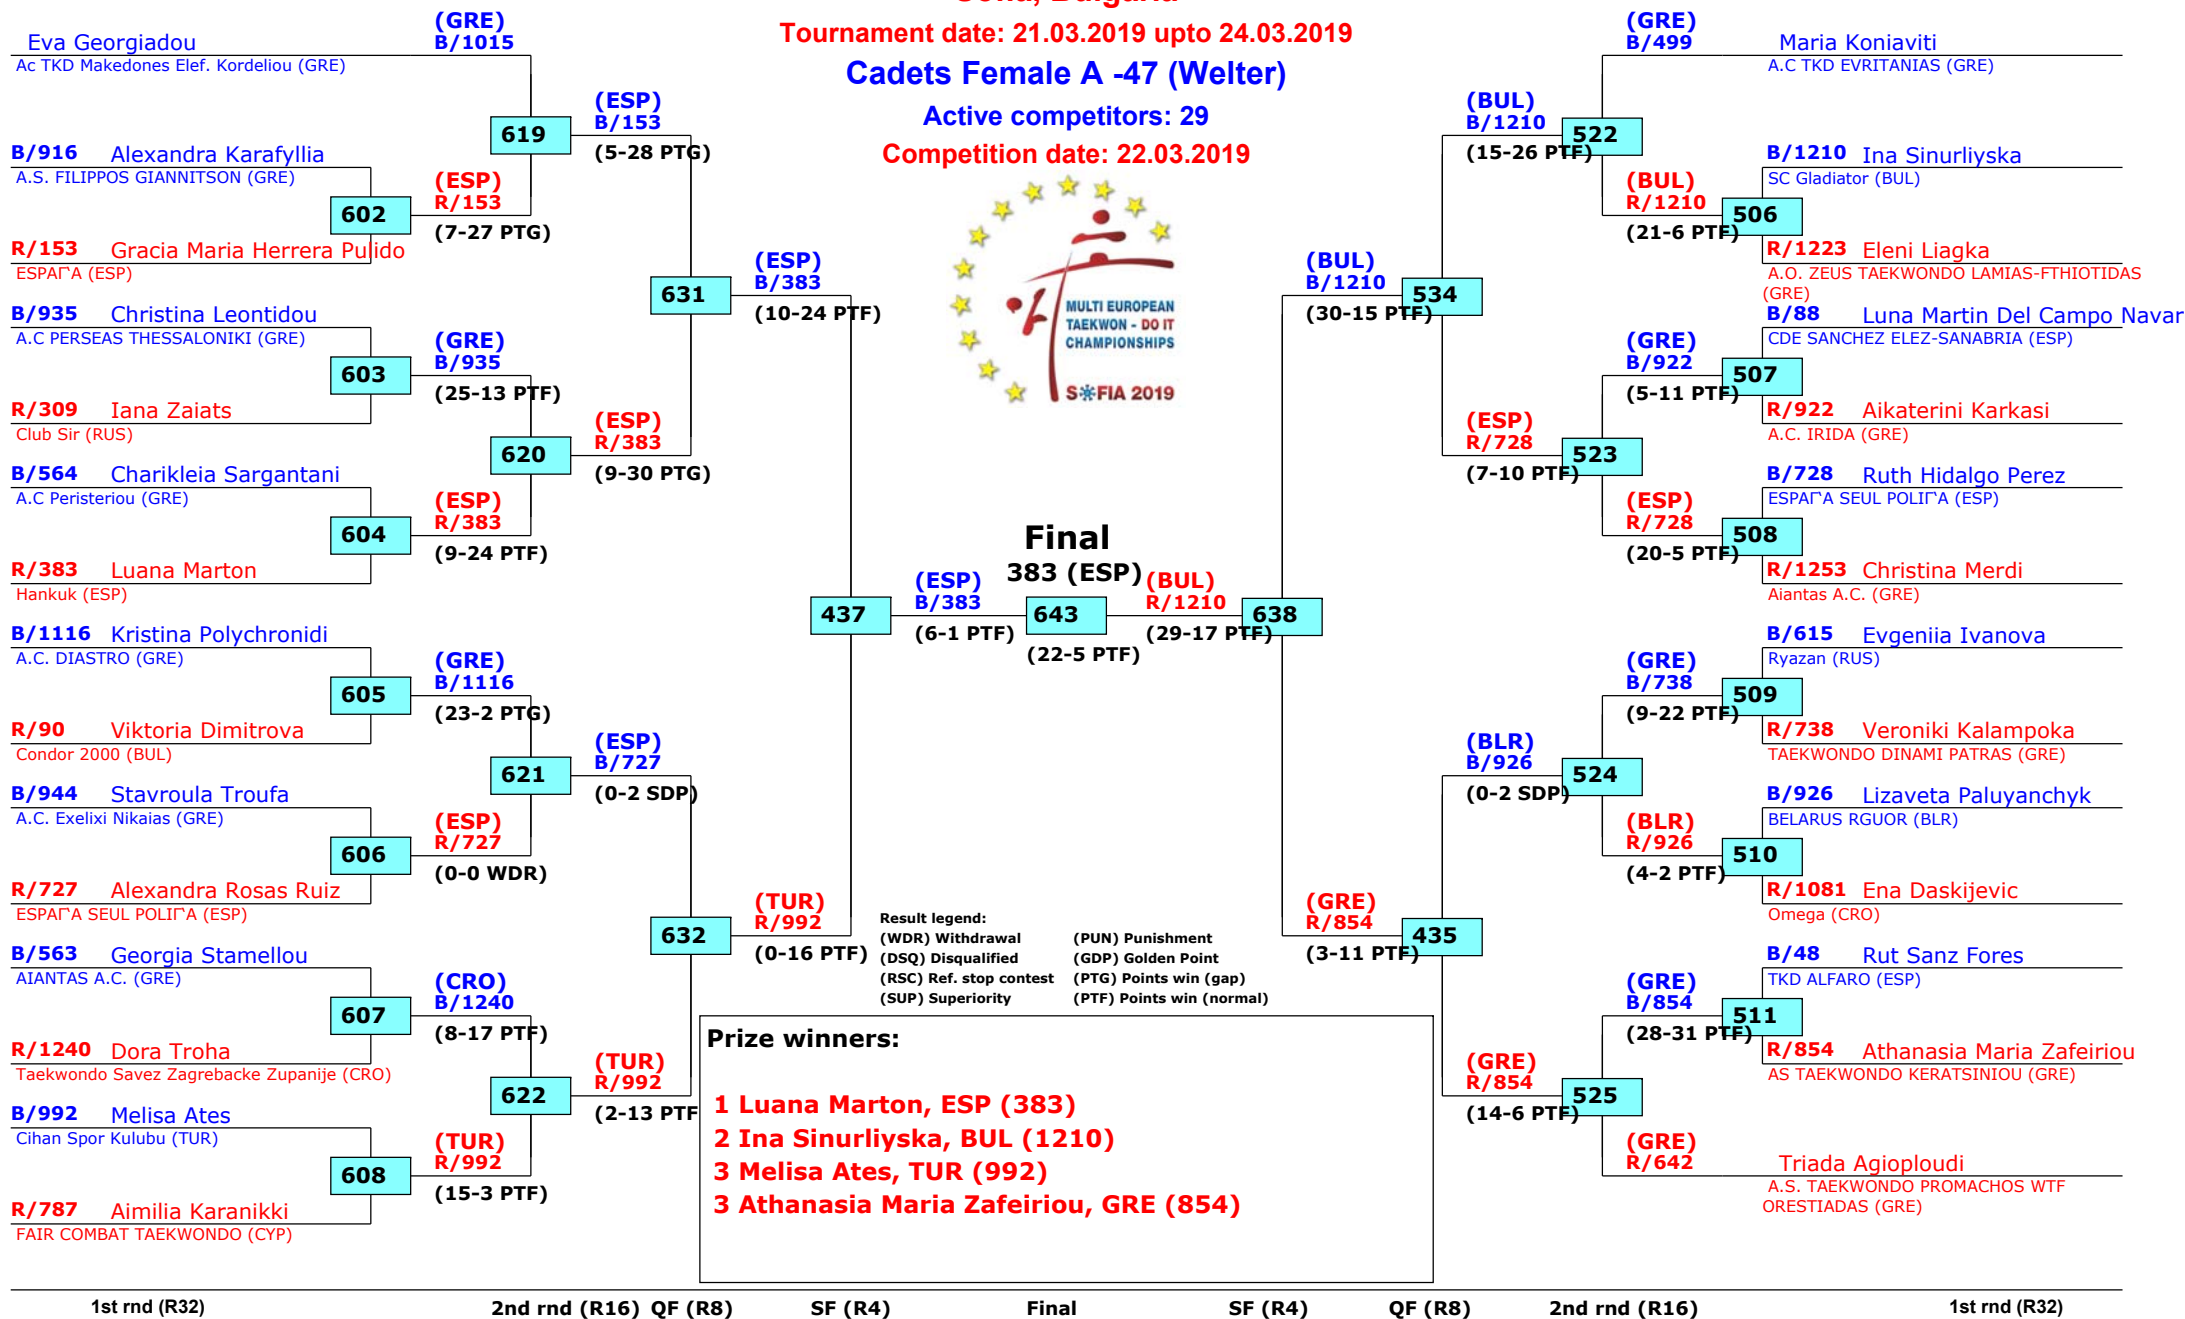 Sofia, Bulgaria
Tournament date: 21.03.2019 upto 24.03.2019
Cadets Female A -47 (Welter)
Active competitors: 29
Competition date: 22.03.2019
MULTI EUROPEAN
TAEKWON - DO IT
CHAMPIONSHIPS
SOFIA 2019
Eva Georgiadou
Ac TKD Makedones Elef. Kordeliou (GRE)
B/916 Alexandra Karafyllia
A.S. FILIPPOS GIANNITSON (GRE)
602
R/153 Gracia Maria Herrera Pulido
ESPAҐA (ESP)
B/935 Christina Leontidou
A.C PERSEAS THESSALONIKI (GRE)
603
R/309 Iana Zaiats
Club Sir (RUS)
B/564 Charikleia Sargantani
A.C Peristeriou (GRE)
604
R/383 Luana Marton
Hankuk (ESP)
B/1116 Kristina Polychronidi
A.C. DIASTRO (GRE)
605
R/90 Viktoria Dimitrova
Condor 2000 (BUL)
B/944 Stavroula Troufa
A.C. Exelixi Nikaias (GRE)
606
R/727 Alexandra Rosas Ruiz
ESPAҐA SEUL POLIҐA (ESP)
B/563 Georgia Stamellou
AIANTAS A.C. (GRE)
607
R/1240 Dora Troha
Taekwondo Savez Zagrebacke Zupanije (CRO)
B/992 Melisa Ates
Cihan Spor Kulubu (TUR)
608
R/787 Aimilia Karanikki
FAIR COMBAT TAEKWONDO (CYP)
(GRE)
B/1015
619
(ESP)
R/153
(7-27 PTG)
(GRE)
B/935
(25-13 PTF)
620
(ESP)
R/383
(9-24 PTF)
(GRE)
B/1116
(23-2 PTG)
621
(ESP)
R/727
(0-0 WDR)
(CRO)
B/1240
(8-17 PTF)
622
(TUR)
R/992
(15-3 PTF)
(ESP)
B/153
(5-28 PTG)
631
(ESP)
R/383
(9-30 PTG)
(ESP)
B/727
(0-2 SDP)
632
(TUR)
R/992
(2-13 PTF
(ESP)
B/383
(10-24 PTF)
437
(TUR)
R/992
(0-16 PTF)
Final
383 (ESP)
(ESP)
B/383
(6-1 PTF)
643
(22-5 PTF)
(BUL)
R/1210
(29-17 PTF)
638
(BUL)
B/1210
(30-15 PTF)
(GRE)
R/854
(3-11 PTF)
(BUL)
B/1210
(15-26 PTF)
534
(ESP)
R/728
(7-10 PTF)
(BLR)
B/926
(0-2 SDP)
435
(GRE)
R/854
(14-6 PTF)
(GRE)
B/499
522
(BUL)
R/1210
(21-6 PTF)
(GRE)
B/922
(5-11 PTF)
523
(ESP)
R/728
(20-5 PTF)
(GRE)
B/738
(9-22 PTF)
524
(BLR)
R/926
(4-2 PTF)
(GRE)
B/854
(28-31 PTF)
525
(GRE)
R/642
Maria Koniaviti
A.C TKD EVRITANIAS (GRE)
B/1210 Ina Sinurliyska
SC Gladiator (BUL)
506
R/1223 Eleni Liagka
A.O. ZEUS TAEKWONDO LAMIAS-FTHIOTIDAS
(GRE)
B/88 Luna Martin Del Campo Navar
CDE SANCHEZ ELEZ-SANABRIA (ESP)
507
R/922 Aikaterini Karkasi
A.C. IRIDA (GRE)
B/728 Ruth Hidalgo Perez
ESPAҐA SEUL POLIҐA (ESP)
508
R/1253 Christina Merdi
Aiantas A.C. (GRE)
B/615 Evgeniia Ivanova
Ryazan (RUS)
509
R/738 Veroniki Kalampoka
TAEKWONDO DINAMI PATRAS (GRE)
B/926 Lizaveta Paluyanchyk
BELARUS RGUOR (BLR)
510
R/1081 Ena Daskijevic
Omega (CRO)
B/48 Rut Sanz Fores
TKD ALFARO (ESP)
511
R/854 Athanasia Maria Zafeiriou
AS TAEKWONDO KERATSINIOU (GRE)
Triada Agioploudi
A.S. TAEKWONDO PROMACHOS WTF
ORESTIADAS (GRE)
Result legend:
(WDR) Withdrawal (PUN) Punishment
(DSQ) Disqualified (GDP) Golden Point
(RSC) Ref. stop contest (PTG) Points win (gap)
(SUP) Superiority (PTF) Points win (normal)
Prize winners:
1 Luana Marton, ESP (383)
2 Ina Sinurliyska, BUL (1210)
3 Melisa Ates, TUR (992)
3 Athanasia Maria Zafeiriou, GRE (854)
1st rnd (R32) 2nd rnd (R16) QF (R8) SF (R4) Final SF (R4) QF (R8) 2nd rnd (R16) 1st rnd (R32)